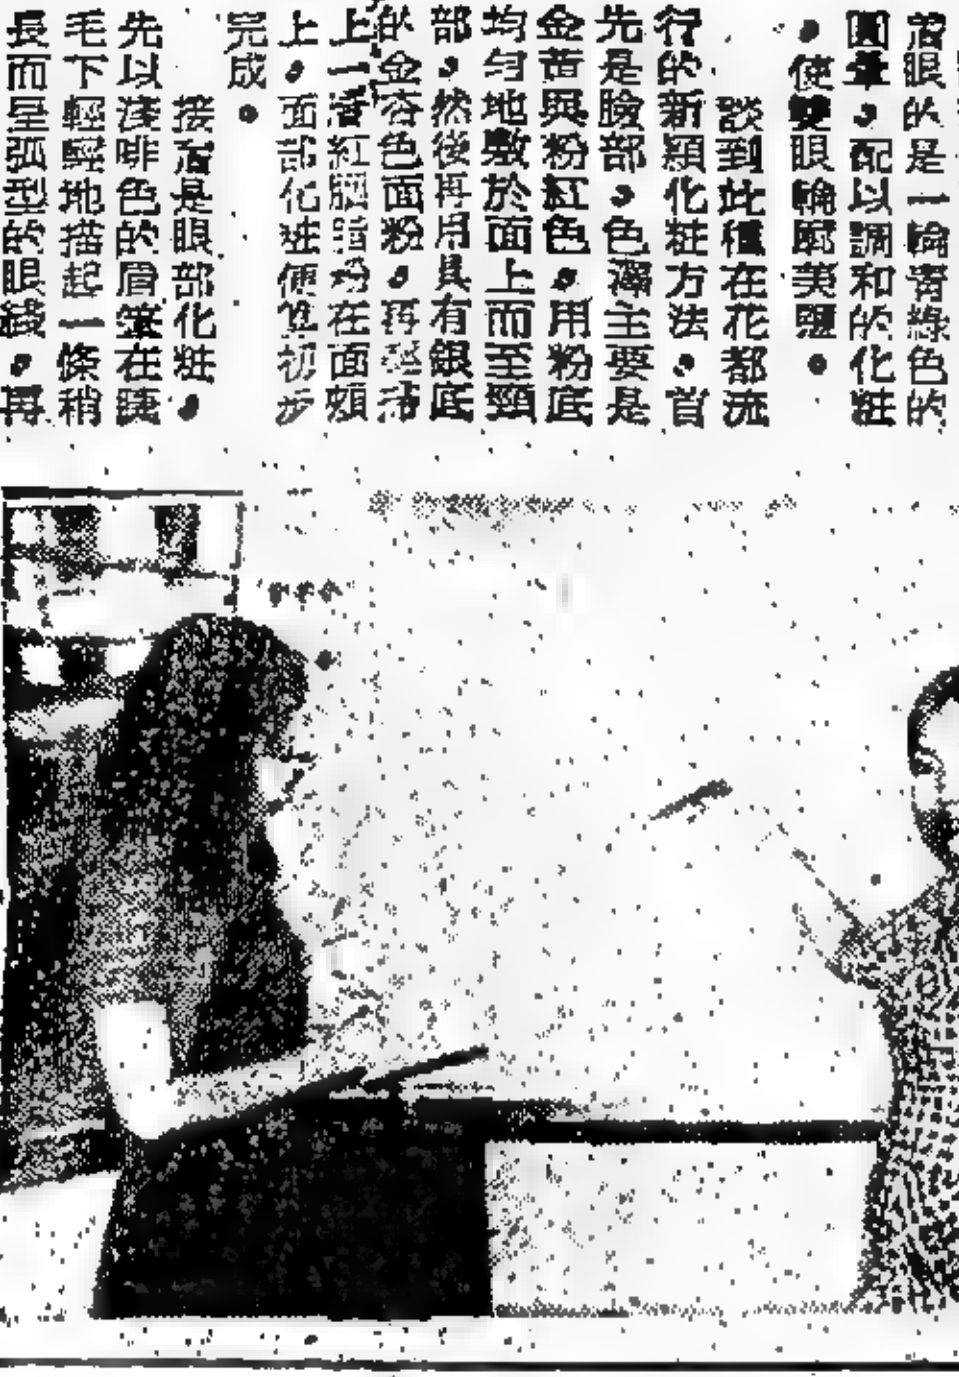 着眼的是一輪青綠色的
圓暈，配以調和的化粧
，使雙眼輪廓美豔。
談到此種在花都流
行的新穎化粧方法，首
先是臉部，色澤主要是
金黃與粉紅色，用粉底
均勻地敷於面上而至頸
部，然後再用具有銀底
的金杏色面粉，再輕沛
上一層紅胭脂粉在面頰
上，面部化粧便算初步
完成。
接着是眼部化粧，
先以淺啡色的眉筆在睫
毛下輕輕地描起一條稍
長而呈弧型的眼綫，再